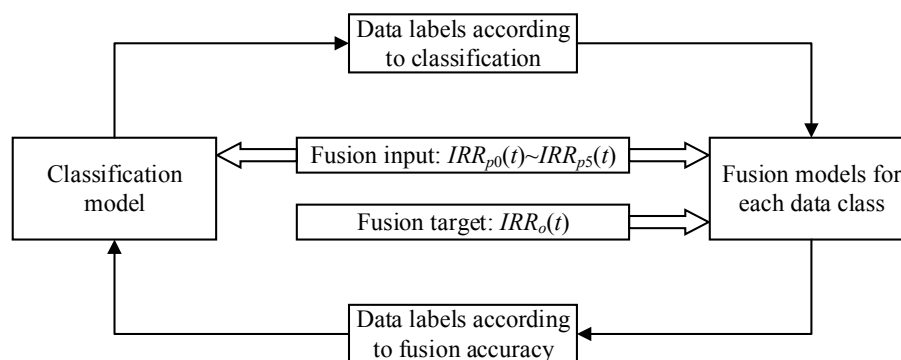 Data labels according
to classification
Classification
model
Fusion input: IRRp0(t)~IRRp5(t)
Fusion target: IRRo(t)
Fusion models for
each data class
Data labels according
to fusion accuracy